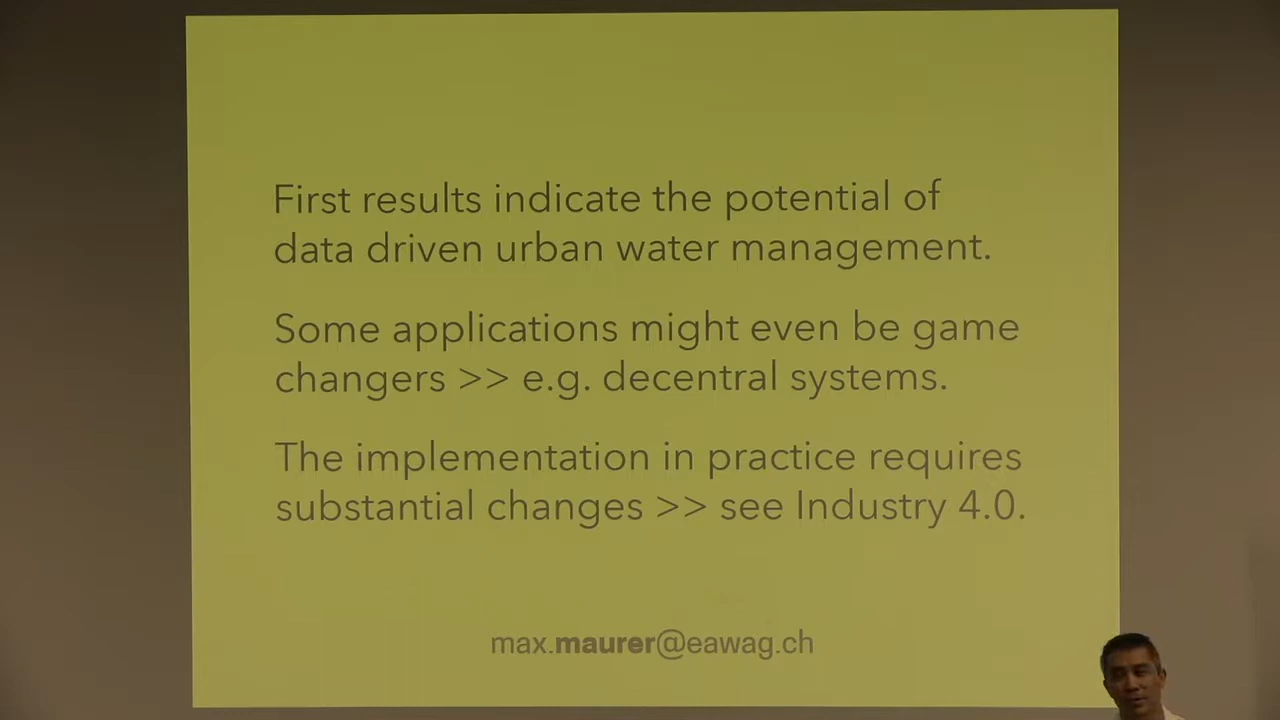 First results indicate the potential of
data driven urban water management.
Some applications might even be game
changers >> e.g. decentral systems.
The implementation in practice requires
substantial changes >> see Industry 4.0.
max.maurer@eawag.ch